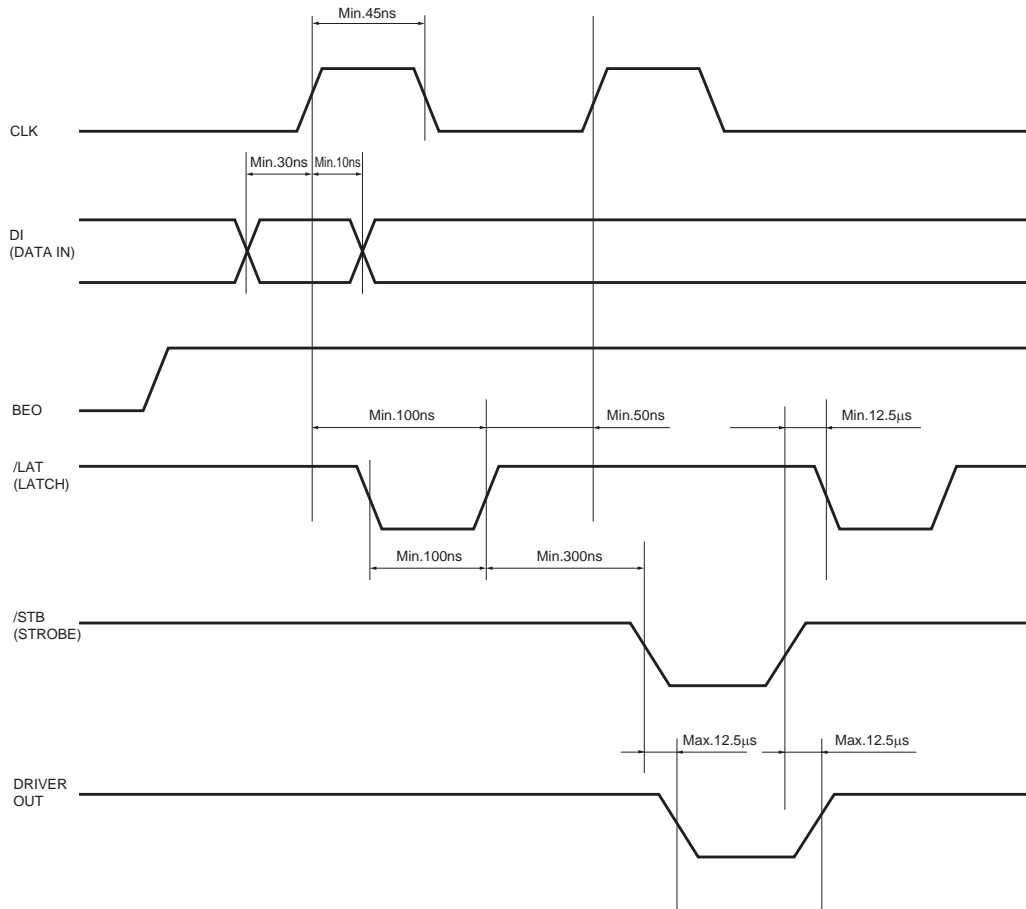 Min.45ns
CLK
Min.30ns
Min.10ns
DI
(DATA IN)
BEO
Min.100ns
Min.50ns
Min.12.5μs
/LAT
(LATCH)
Min.100ns
Min.300ns
/STB
(STROBE)
Max.12.5μs
Max.12.5μs
DRIVER
OUT